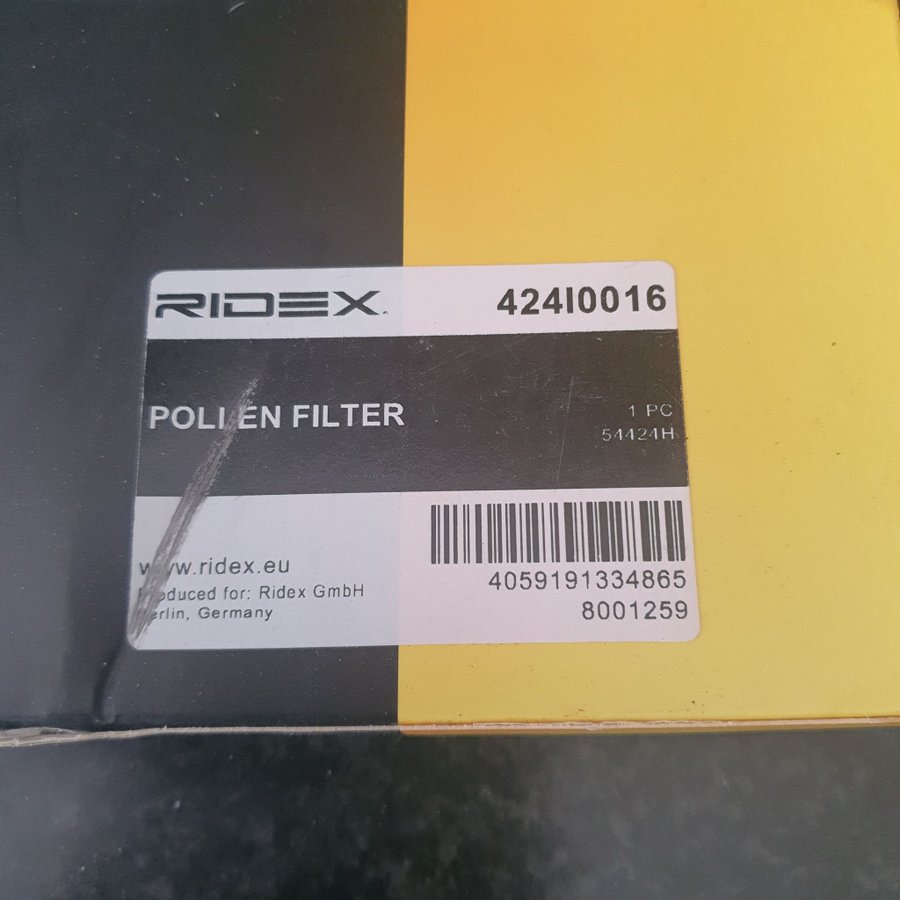 RIDEX
424I0016
POLLEN FILTER
1 PC
54424H
www.ridex.eu
Produced for: Ridex GmbH
Berlin, Germany
4059191334865
8001259